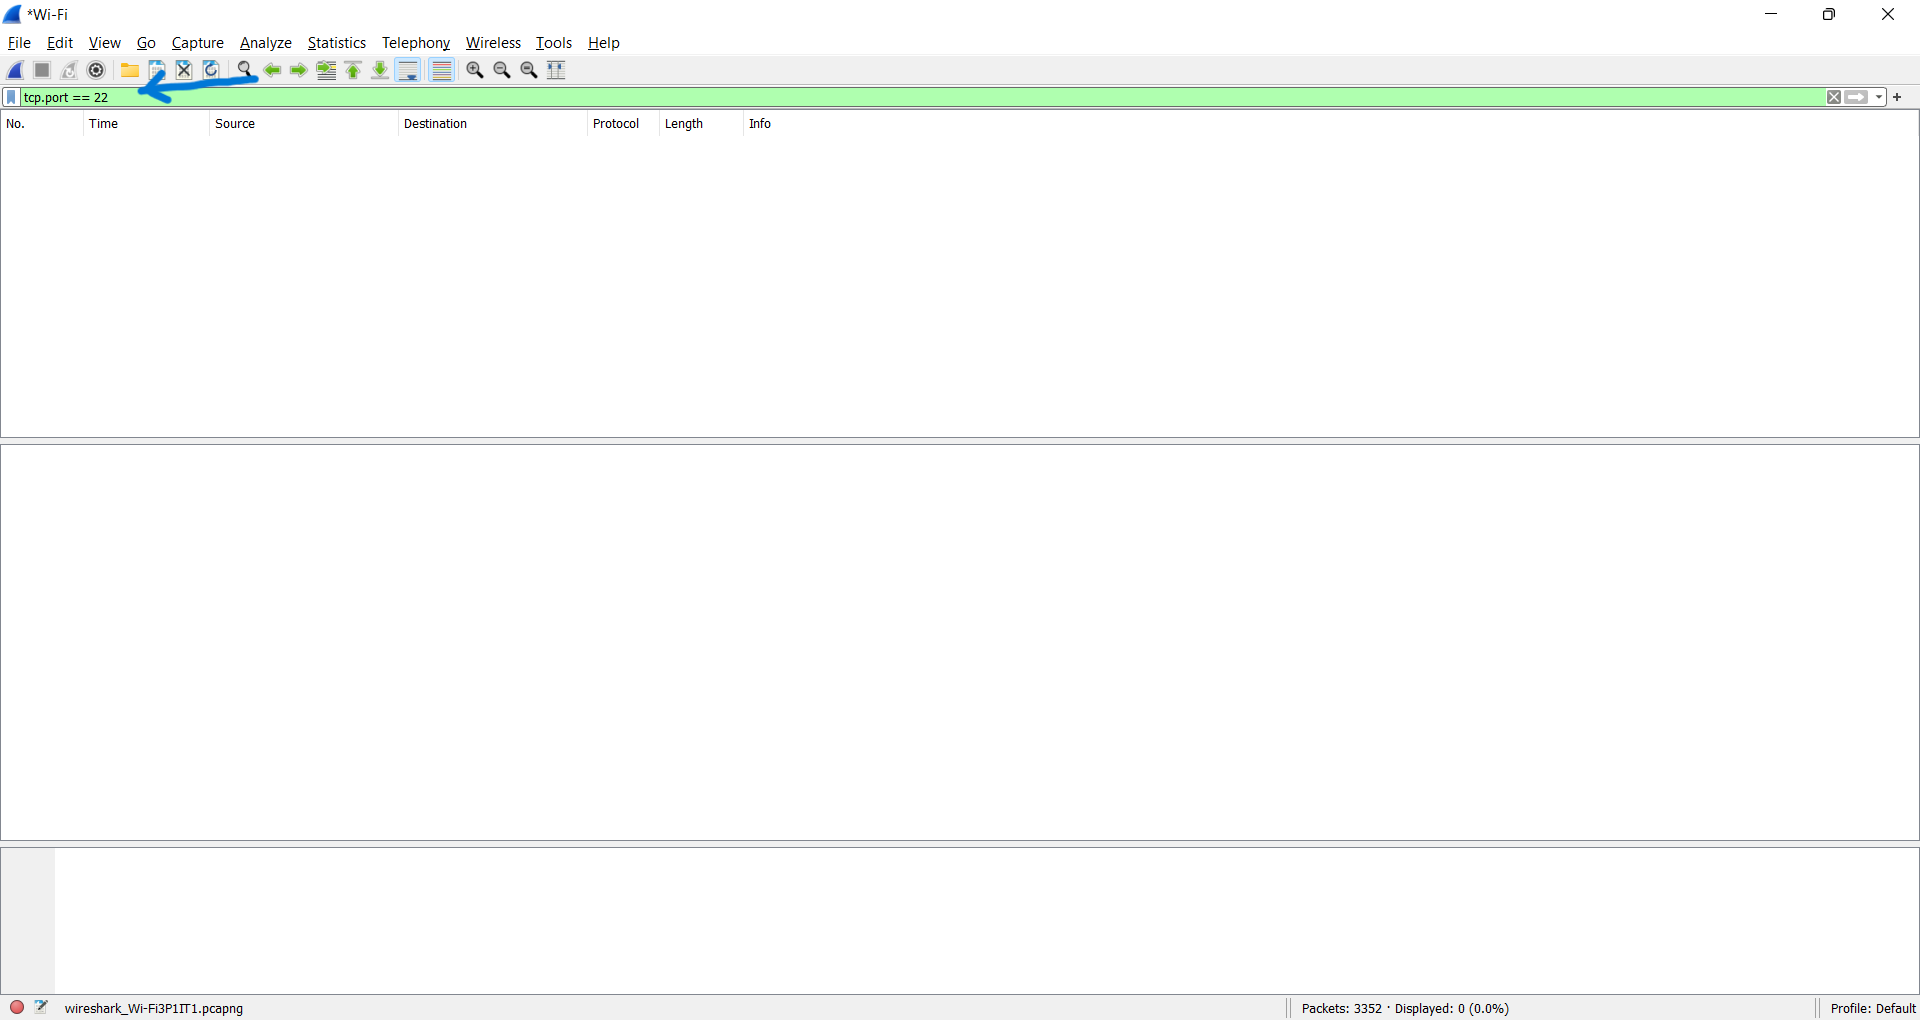 *Wi-Fi
File Edit View Go Capture Analyze Statistics Telephony Wireless Tools Help
tcp.port == 22
No. Time Source Destination Protocol Length Info
wireshark_Wi-Fi3P1IT1.pcapng Packets: 3352 · Displayed: 0 (0.0%) Profile: Default